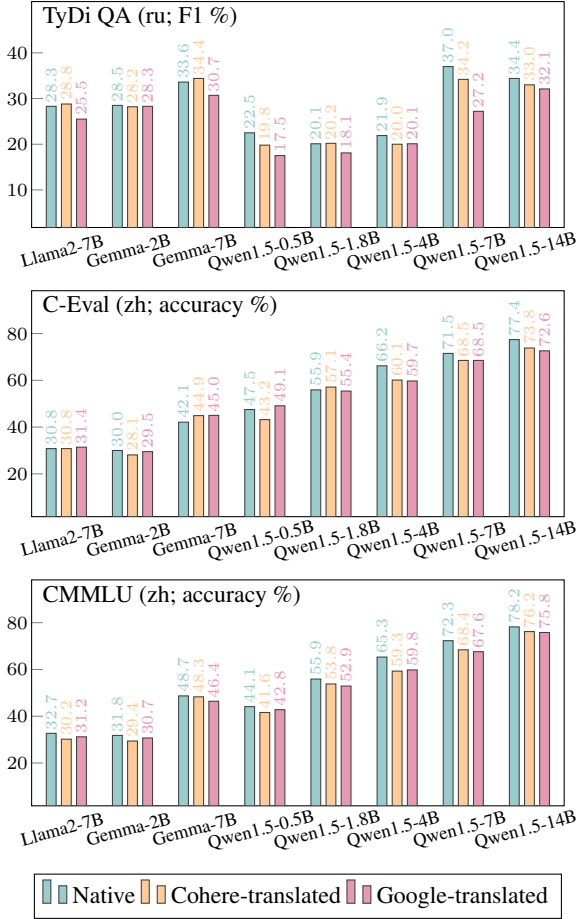 TyDi QA (ru; F1 %)
40
30
20
10
28.3 28.8 25.5 28.5 28.2 28.3 33.6 34.4 30.7 22.5 19.8 17.5 20.1 20.2 18.1 21.9 20.0 20.1 37.0 34.2 27.2 34.4 33.0 32.1
Llama2-7B Gemma-2B Gemma-7B Qwen1.5-0.5B Qwen1.5-1.8B Qwen1.5-4B Qwen1.5-7B Qwen1.5-14B
C-Eval (zh; accuracy %)
80
60
40
20
30.8 30.8 31.4 30.0 28.1 29.5 42.1 44.9 45.0 47.5 43.2 49.1 55.9 57.1 55.4 66.2 60.1 59.7 71.5 68.5 68.5 77.4 73.8 72.6
Llama2-7B Gemma-2B Gemma-7B Qwen1.5-0.5B Qwen1.5-1.8B Qwen1.5-4B Qwen1.5-7B Qwen1.5-14B
CMMLU (zh; accuracy %)
80
60
40
20
32.7 30.2 31.2 31.8 29.4 30.7 48.7 48.3 46.4 44.1 41.6 42.8 55.9 53.8 52.9 65.3 59.3 59.8 72.3 68.4 67.6 78.2 76.2 75.8
Llama2-7B Gemma-2B Gemma-7B Qwen1.5-0.5B Qwen1.5-1.8B Qwen1.5-4B Qwen1.5-7B Qwen1.5-14B
Native Cohere-translated Google-translated